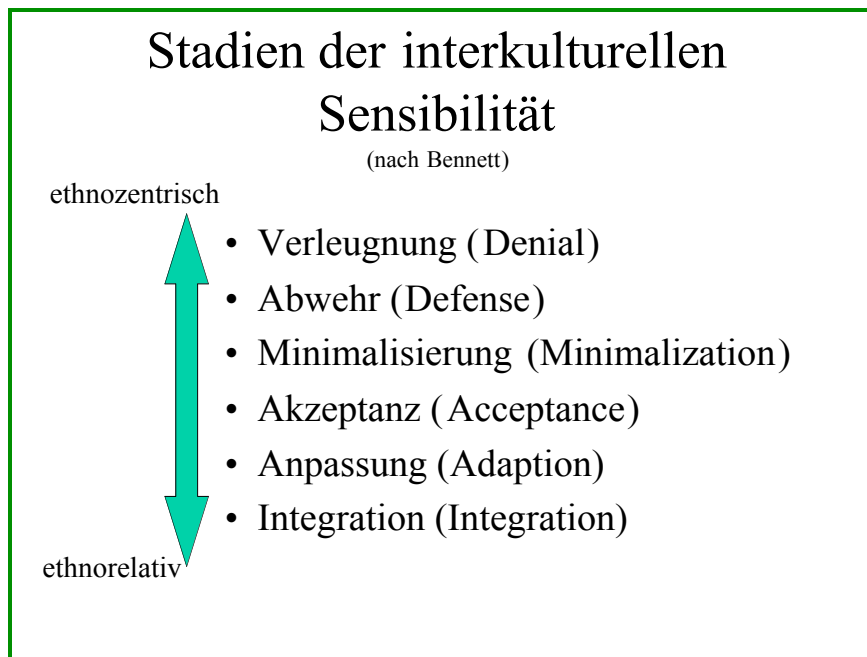 Stadien der interkulturellen
Sensibilität
(nach Bennett)
ethnozentrisch
• Verleugnung (Denial)
• Abwehr (Defense)
• Minimalisierung (Minimalization)
• Akzeptanz (Acceptance)
• Anpassung (Adaption)
• Integration (Integration)
ethnorelativ